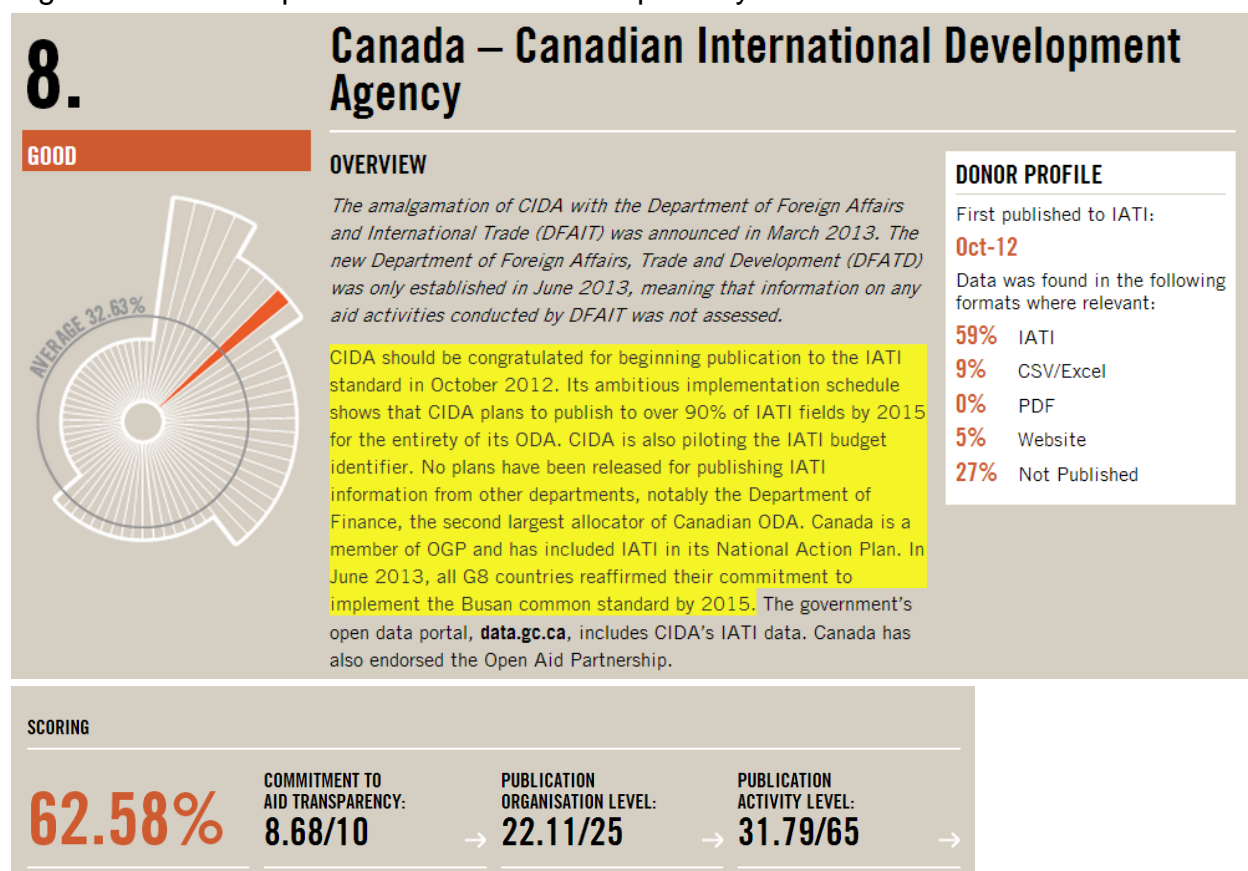 8.
Canada – Canadian International Development
Agency
GOOD
AVERAGE 32.63%
OVERVIEW
The amalgamation of CIDA with the Department of Foreign Affairs
and International Trade (DFAIT) was announced in March 2013. The
new Department of Foreign Affairs, Trade and Development (DFATD)
was only established in June 2013, meaning that information on any
aid activities conducted by DFAIT was not assessed.
CIDA should be congratulated for beginning publication to the IATI
standard in October 2012. Its ambitious implementation schedule
shows that CIDA plans to publish to over 90% of IATI fields by 2015
for the entirety of its ODA. CIDA is also piloting the IATI budget
identifier. No plans have been released for publishing IATI
information from other departments, notably the Department of
Finance, the second largest allocator of Canadian ODA. Canada is a
member of OGP and has included IATI in its National Action Plan. In
June 2013, all G8 countries reaffirmed their commitment to
implement the Busan common standard by 2015. The government's
open data portal, data.gc.ca, includes CIDA's IATI data. Canada has
also endorsed the Open Aid Partnership.
DONOR PROFILE
First published to IATI:
Oct-12
Data was found in the following
formats where relevant:
59% IATI
9% CSV/Excel
0% PDF
5% Website
27% Not Published
SCORING
62.58%
COMMITMENT TO
AID TRANSPARENCY:
8.68/10
→
PUBLICATION
ORGANISATION LEVEL:
22.11/25
→
PUBLICATION
ACTIVITY LEVEL:
31.79/65
→